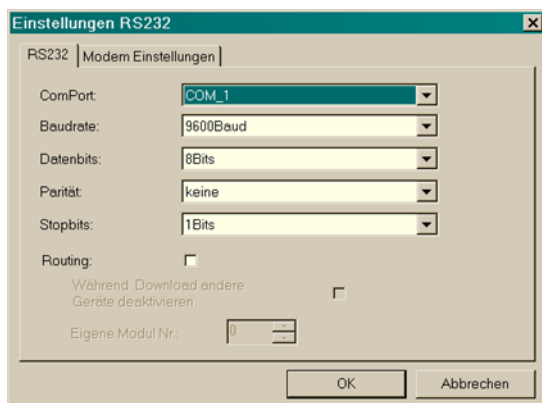 Einstellungen RS232
RS232 Modem Einstellungen
ComPort: COM_1
Baudrate: 9600Baud
Datenbits: 8Bits
Parität: keine
Stopbits: 1Bits
Routing:
Während Download andere
Geräte deaktivieren
Eigene Modul Nr.: 0
OK Abbrechen